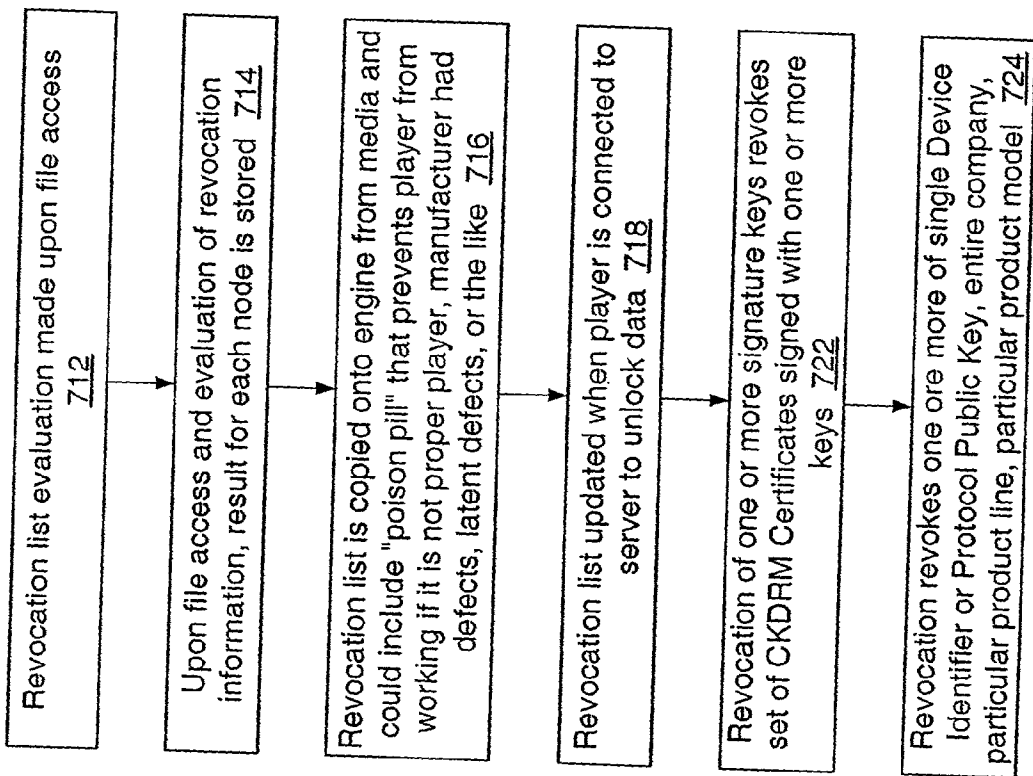 Revocation list evaluation made upon file access
712
Upon file access and evaluation of revocation
information, result for each node is stored 714
Revocation list is copied onto engine from media and
could include "poison pill" that prevents player from
working if it is not proper player, manufacturer had
defects, latent defects, or the like 716
Revocation list updated when player is connected to
server to unlock data 718
Revocation of one or more signature keys revokes
set of CKDRM Certificates signed with one or more
keys 722
Revocation revokes one ore more of single Device
Identifier or Protocol Public Key, entire company,
particular product line, particular product model 724